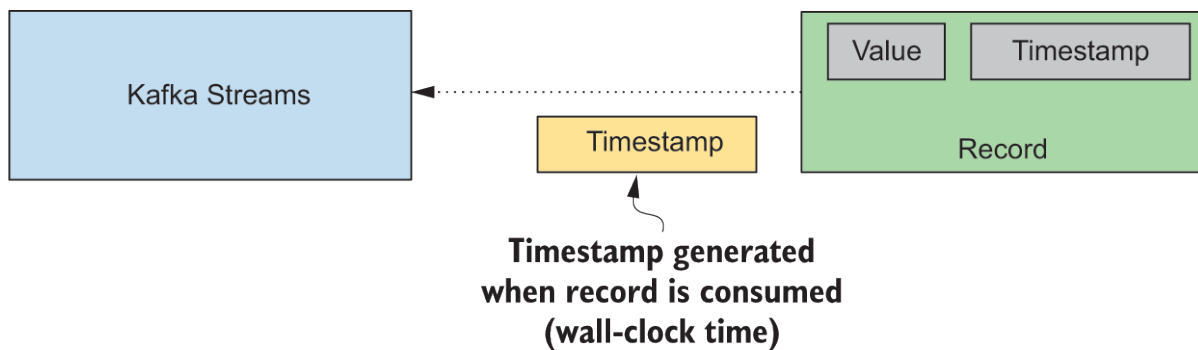 Kafka Streams
Value
Timestamp
Record
Timestamp
Timestamp generated
when record is consumed
(wall-clock time)